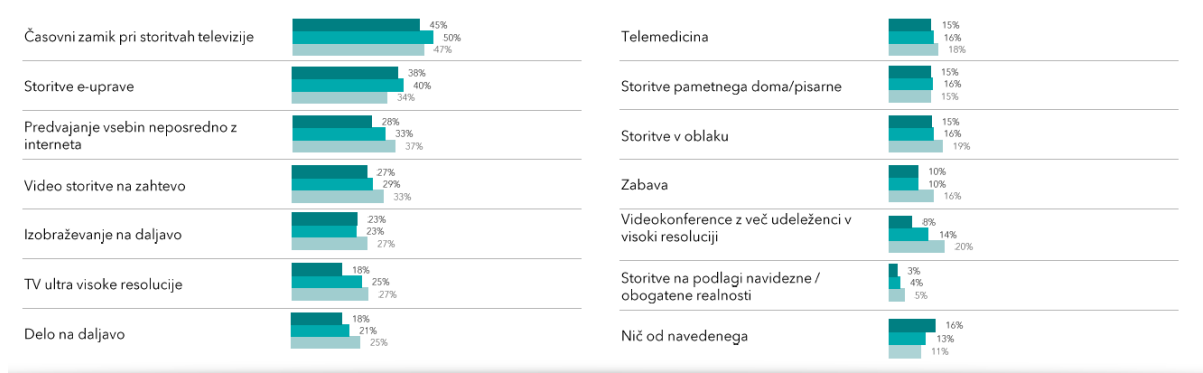 Časovni zamik pri storitvah televizije
45%
50%
47%
Storitve e-uprave
38%
40%
34%
Predvajanje vsebin neposredno z
interneta
28%
33%
37%
Video storitve na zahtevo
27%
29%
33%
Izobraževanje na daljavo
23%
23%
27%
TV ultra visoke resolucije
18%
25%
27%
Delo na daljavo
18%
21%
25%
Telemedicina
15%
16%
18%
Storitve pametnega doma/pisarne
15%
16%
15%
Storitve v oblaku
15%
16%
19%
Zabava
10%
10%
16%
Videokonference z več udeleženci v
visoki resoluciji
8%
14%
20%
Storitve na podlagi navidezne /
obogatene realnosti
3%
4%
5%
Nič od navedenega
16%
13%
11%